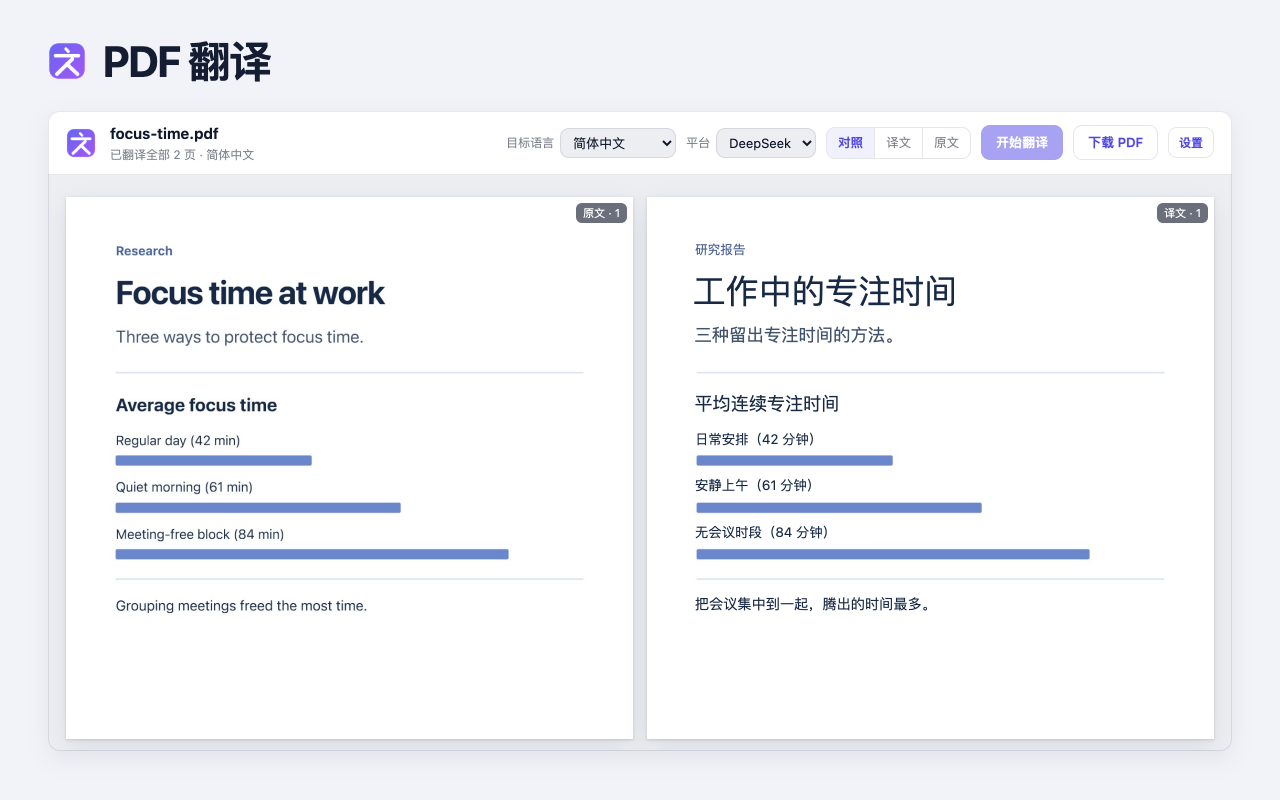 文 PDF 翻译
文
focus-time.pdf
已翻译全部 2 页 · 简体中文
目标语言 简体中文 平台 DeepSeek 对照 译文 原文 开始翻译 下载 PDF 设置
原文 · 1
Research
Focus time at work
Three ways to protect focus time.
Average focus time
Regular day (42 min)
Quiet morning (61 min)
Meeting-free block (84 min)
Grouping meetings freed the most time.
译文 · 1
研究报告
工作中的专注时间
三种留出专注时间的方法。
平均连续专注时间
日常安排（42 分钟）
安静上午（61 分钟）
无会议时段（84 分钟）
把会议集中到一起，腾出的时间最多。